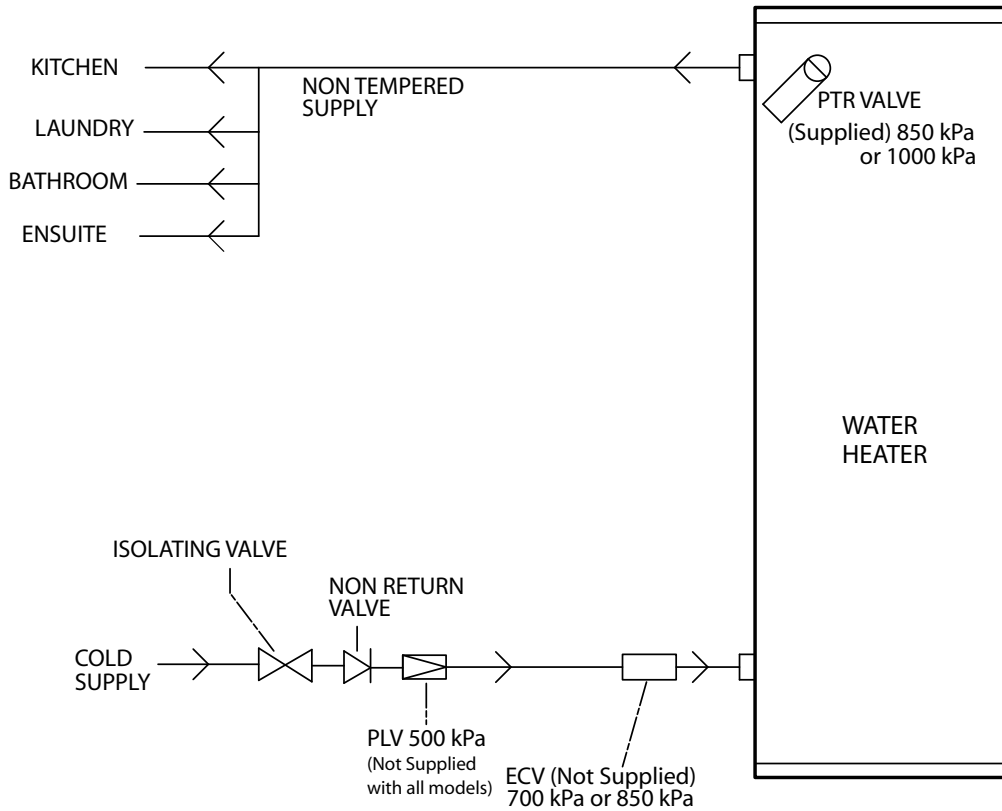 KITCHEN
NON TEMPERED
SUPPLY
LAUNDRY
BATHROOM
ENSUITE
PTR VALVE
(Supplied) 850 kPa
or 1000 kPa
WATER
HEATER
ISOLATING VALVE
NON RETURN
VALVE
COLD
SUPPLY
PLV 500 kPa
(Not Supplied
with all models)
ECV (Not Supplied)
700 kPa or 850 kPa